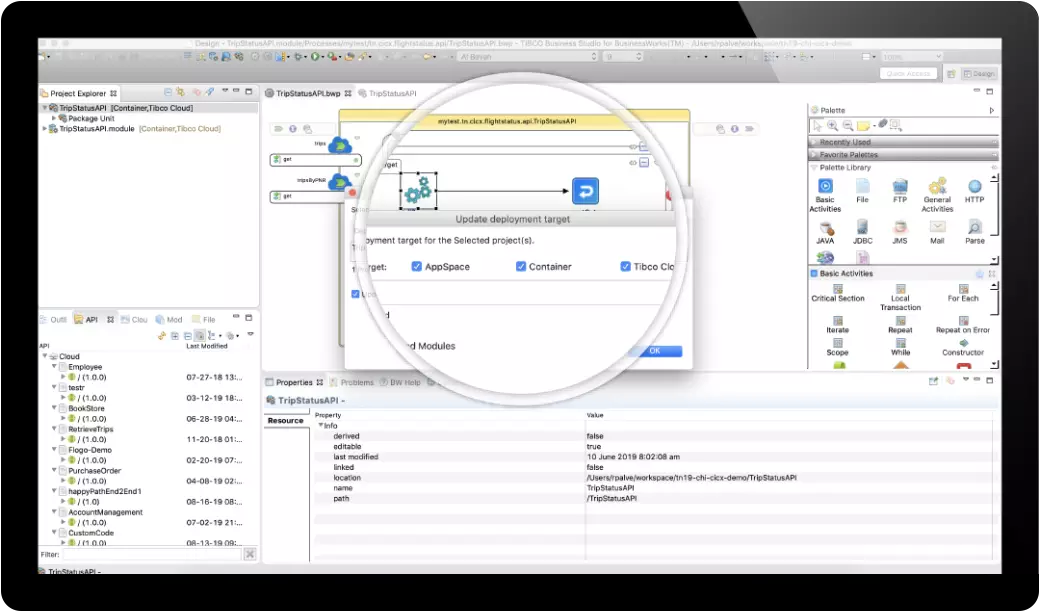 Design - TripStatusAPI.module/Processes/mytest/tn.cicx.flightstatus.api/TripStatusAPI.bwp - TIBCO Business Studio for BusinessWorks(TM) - /Users/rpalve/workspace/tn19-chi-cicx-demo
Quick Access
Design
Project Explorer
TripStatusAPI [Container,Tibco Cloud]
Package Unit
TripStatusAPI.module [Container,Tibco Cloud]
TripStatusAPI.bwp
TripStatusAPI
mytest.tn.cicx.flightstatus.api.TripStatusAPI
trips
get
tripsByPNR
get
Update deployment target
yment target for the Selected project(s).
rget:
AppSpace
Container
Tibco Clo
d Modules
OK
Palette
Recently Used
Favorite Palettes
Palette Library
Basic Activities
File
FTP
General Activities
HTTP
JAVA
JDBC
JMS
Mail
Parse
Basic Activities
Critical Section
Local Transaction
For Each
Iterate
Repeat
Repeat on Error
Scope
While
Constructor
Outli
API
Clou
Mod
File
API
Last Modified
Cloud
Employee
/ (1.0.0) 07-27-18 13:...
testr
/ (1.0.0) 03-12-19 18:...
BookStore
/ (1.0.0) 06-28-19 04:...
RetrieveTrips
/ (1.0.0) 11-20-18 01:...
Flogo-Demo
/ (1.0.0) 02-20-19 07:...
PurchaseOrder
/ (1.0.0) 04-08-19 02:...
happyPathEnd2End1
/ (1.0) 08-16-19 08:...
AccountManagement
/ (1.0.0) 07-02-19 21:...
CustomCode
/ (1.0.0) 08-13-19 09:...
Filter:
TripStatusAPI -
Properties
Problems
BW Help
TripStatusAPI -
Resource
Property Value
Info
derived false
editable true
last modified 10 June 2019 8:02:08 am
linked false
location /Users/rpalve/workspace/tn19-chi-cicx-demo/TripStatusAPI
name TripStatusAPI
path /TripStatusAPI